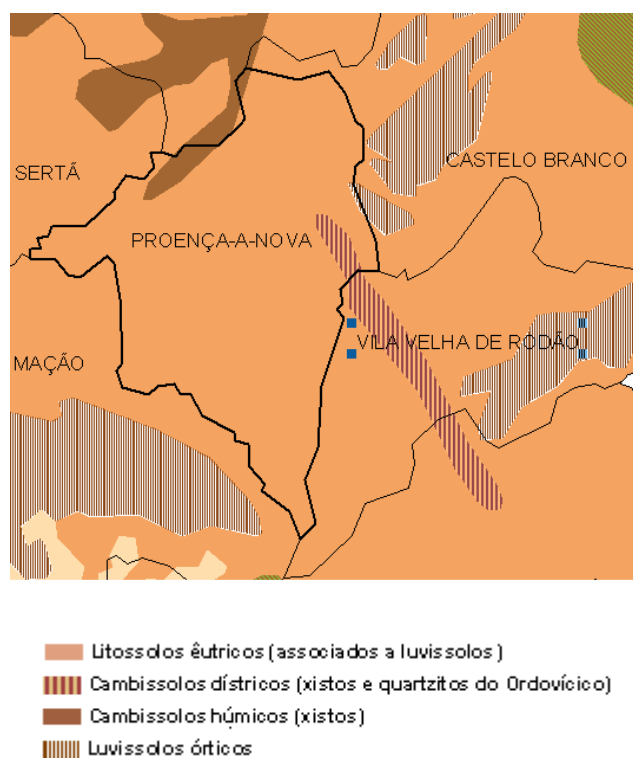 CASTELO BRANCO
SERTÃ
PROENÇA-A-NOVA
VILA VELHA DE RODÃO
MAÇÃO
Litossolos êutricos (associados a luvissolos)
Cambissolos dístricos (xistos e quartzitos do Ordovícico)
Cambissolos húmicos (xistos)
Luvissolos órticos